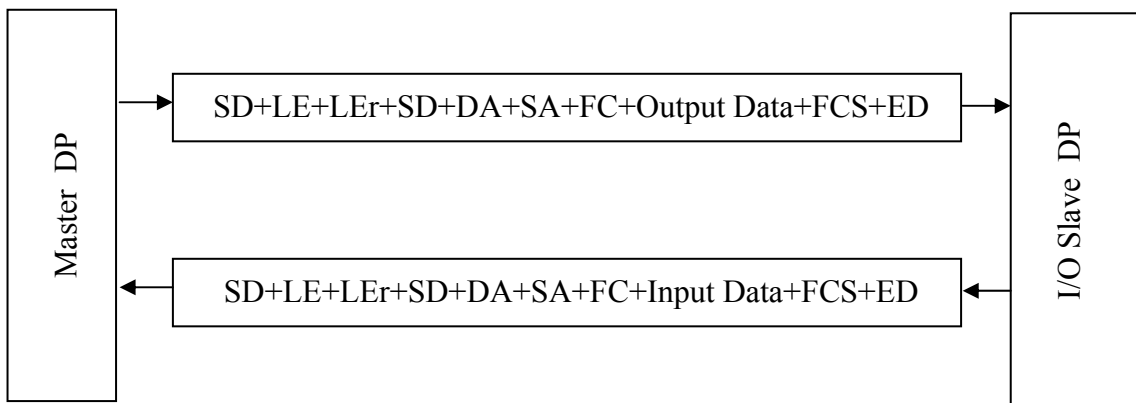 Master DP
SD+LE+LEr+SD+DA+SA+FC+Output Data+FCS+ED
SD+LE+LEr+SD+DA+SA+FC+Input Data+FCS+ED
I/O Slave DP